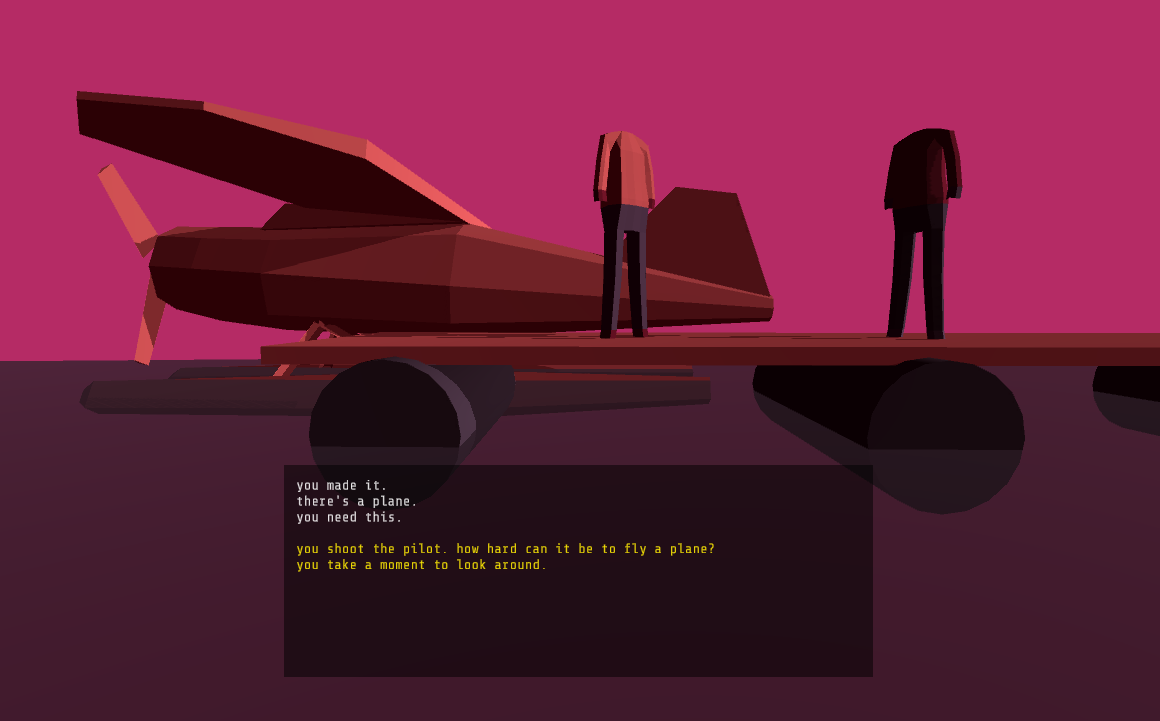 you made it.
there's a plane.
you need this.
you shoot the pilot. how hard can it be to fly a plane?
you take a moment to look around.